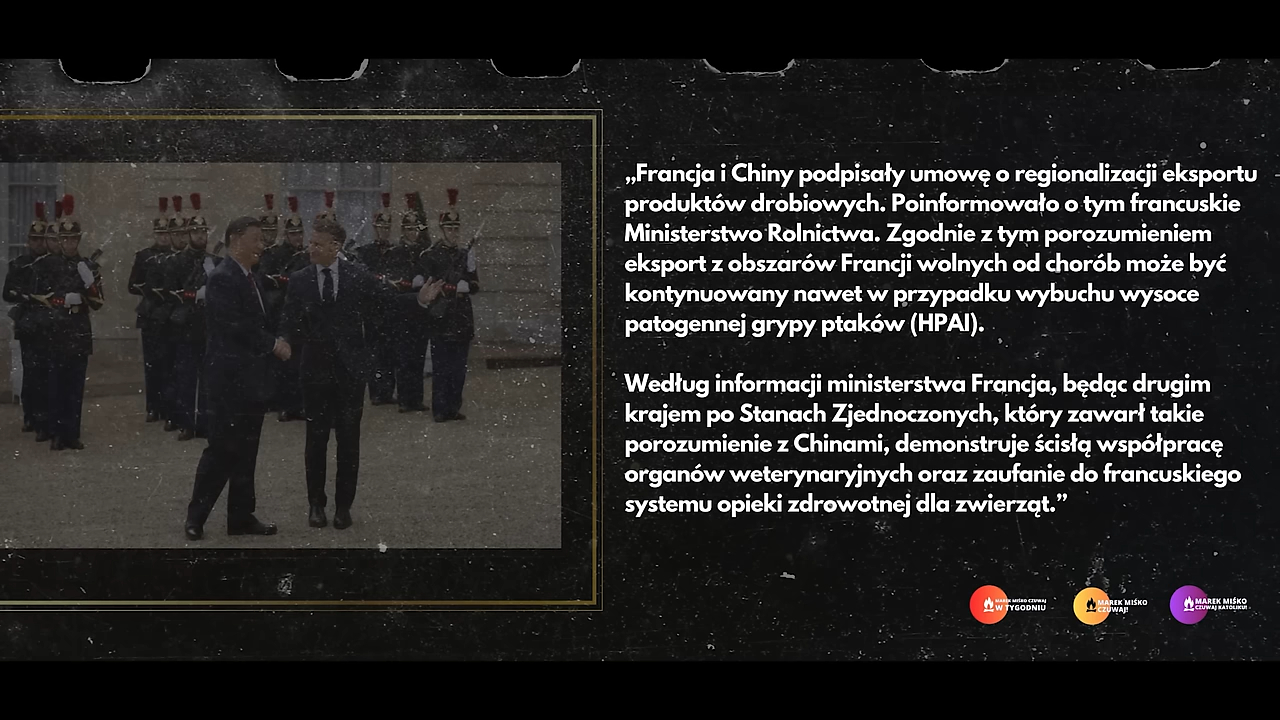 „Francja i Chiny podpisały umowę o regionalizacji eksportu
produktów drobiowych. Poinformowało o tym francuskie
Ministerstwo Rolnictwa. Zgodnie z tym porozumieniem
eksport z obszarów Francji wolnych od chorób może być
kontynuowany nawet w przypadku wybuchu wysoce
patogennej grypy ptaków (HPAI).
Według informacji ministerstwa Francja, będąc drugim
krajem po Stanach Zjednoczonych, który zawarł takie
porozumienie z Chinami, demonstruje ścisłą współpracę
organów weterynaryjnych oraz zaufanie do francuskiego
systemu opieki zdrowotnej dla zwierząt.”
MAREK MIŚKO CZUWAJ
W TYGODNIU
MAREK MIŚKO
CZUWAJ!
MAREK MIŚKO
CZUWAJ KATOLIKU!